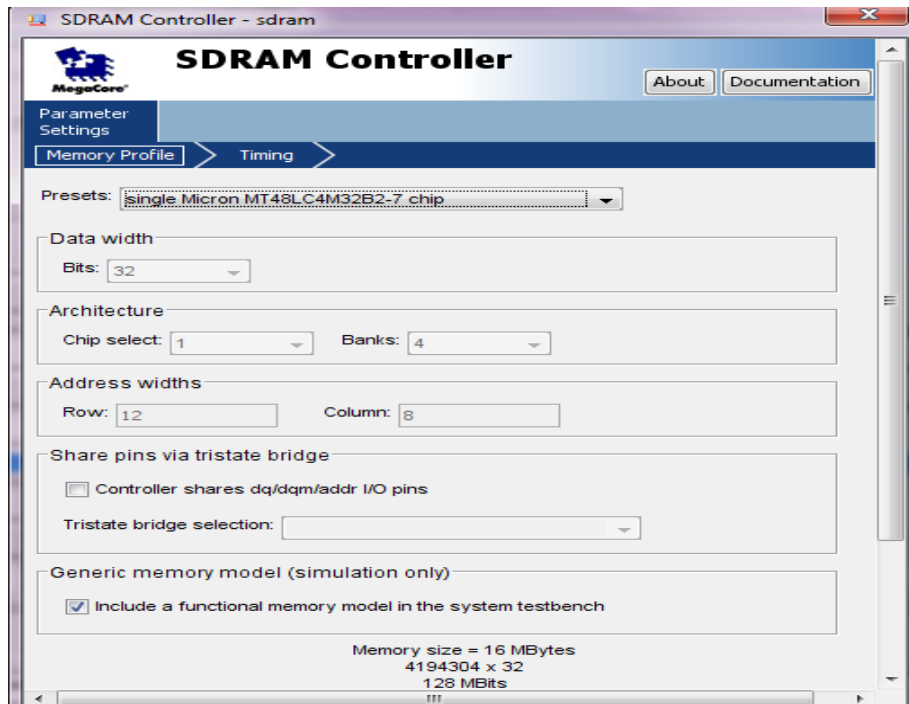 SDRAM Controller - sdram
SDRAM Controller
MegaCore®
About Documentation
Parameter
Settings
Memory Profile Timing
Presets: single Micron MT48LC4M32B2-7 chip
Data width
Bits: 32
Architecture
Chip select: 1 Banks: 4
Address widths
Row: 12 Column: 8
Share pins via tristate bridge
Controller shares dq/dqm/addr I/O pins
Tristate bridge selection:
Generic memory model (simulation only)
Include a functional memory model in the system testbench
Memory size = 16 MBytes
4194304 x 32
128 MBits